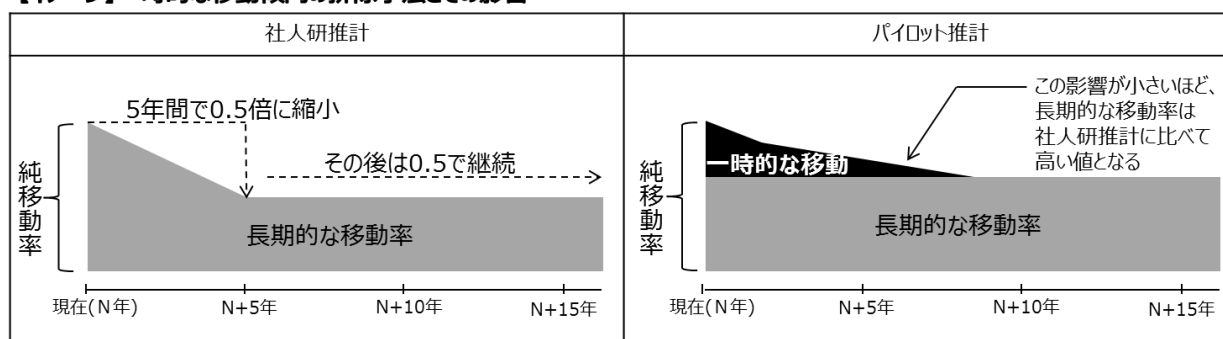 社人研推計
パイロット推計
5年間で0.5倍に縮小
その後は0.5で継続
純移動率
長期的な移動率
現在(N年)
N+5年
N+10年
N+15年
この影響が小さいほど、
長期的な移動率は
社人研推計に比べて
高い値となる
一時的な移動
純移動率
長期的な移動率
現在(N年)
N+5年
N+10年
N+15年